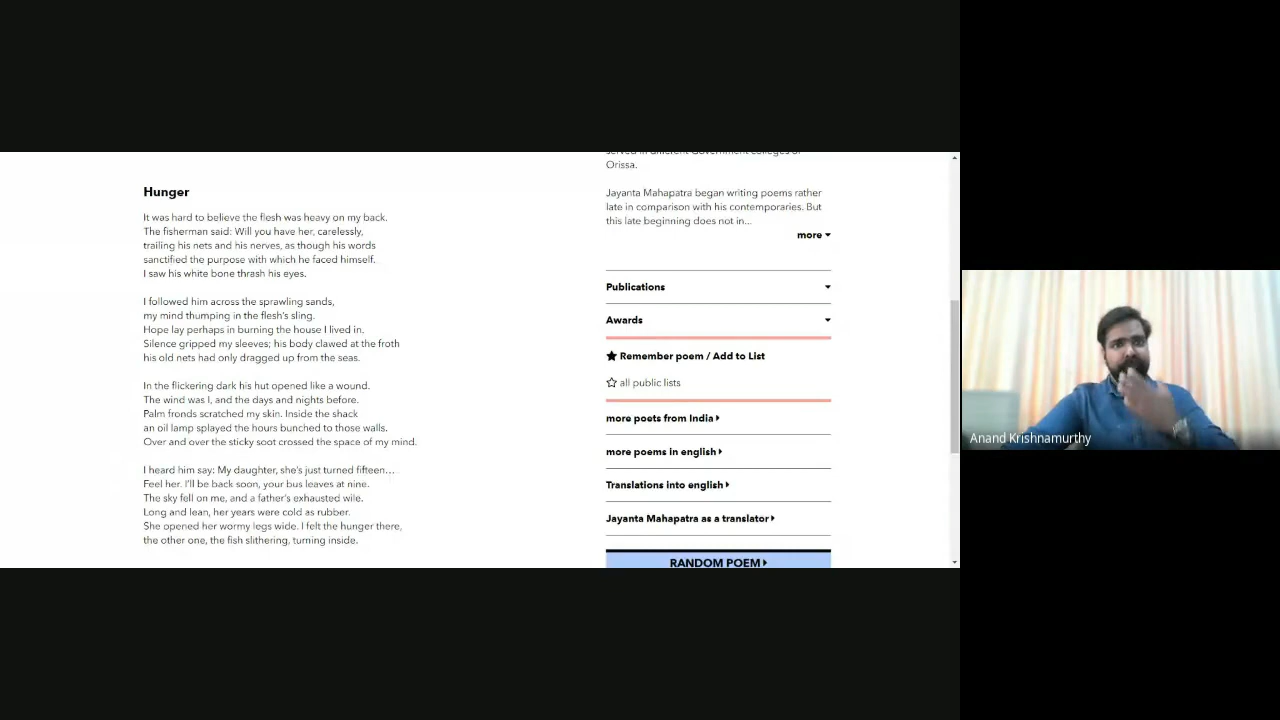 Hunger
It was hard to believe the flesh was heavy on my back.
The fisherman said: Will you have her, carelessly,
trailing his nets and his nerves, as though his words
sanctified the purpose with which he faced himself.
I saw his white bone thrash his eyes.
I followed him across the sprawling sands,
my mind thumping in the flesh's sling.
Hope lay perhaps in burning the house I lived in.
Silence gripped my sleeves; his body clawed at the froth
his old nets had only dragged up from the seas.
In the flickering dark his hut opened like a wound.
The wind was I, and the days and nights before.
Palm fronds scratched my skin. Inside the shack
an oil lamp splayed the hours bunched to those walls.
Over and over the sticky soot crossed the space of my mind.
I heard him say: My daughter, she's just turned fifteen…
Feel her. I'll be back soon, your bus leaves at nine.
The sky fell on me, and a father's exhausted wile.
Long and lean, her years were cold as rubber.
She opened her wormy legs wide. I felt the hunger there,
the other one, the fish slithering, turning inside.
served in different Government colleges of
Orissa.
Jayanta Mahapatra began writing poems rather
late in comparison with his contemporaries. But
this late beginning does not in...
more
Publications
Awards
Remember poem / Add to List
all public lists
more poets from India
more poems in english
Translations into english
Jayanta Mahapatra as a translator
RANDOM POEM
Anand Krishnamurthy